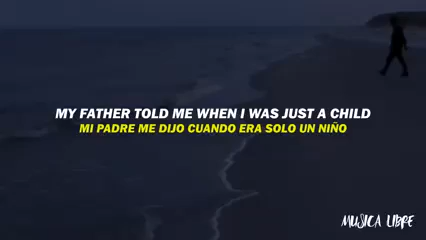 MY FATHER TOLD ME WHEN I WAS JUST A CHILD
MI PADRE ME DIJO CUANDO ERA SOLO UN NIÑO
MUSICA LIBRE